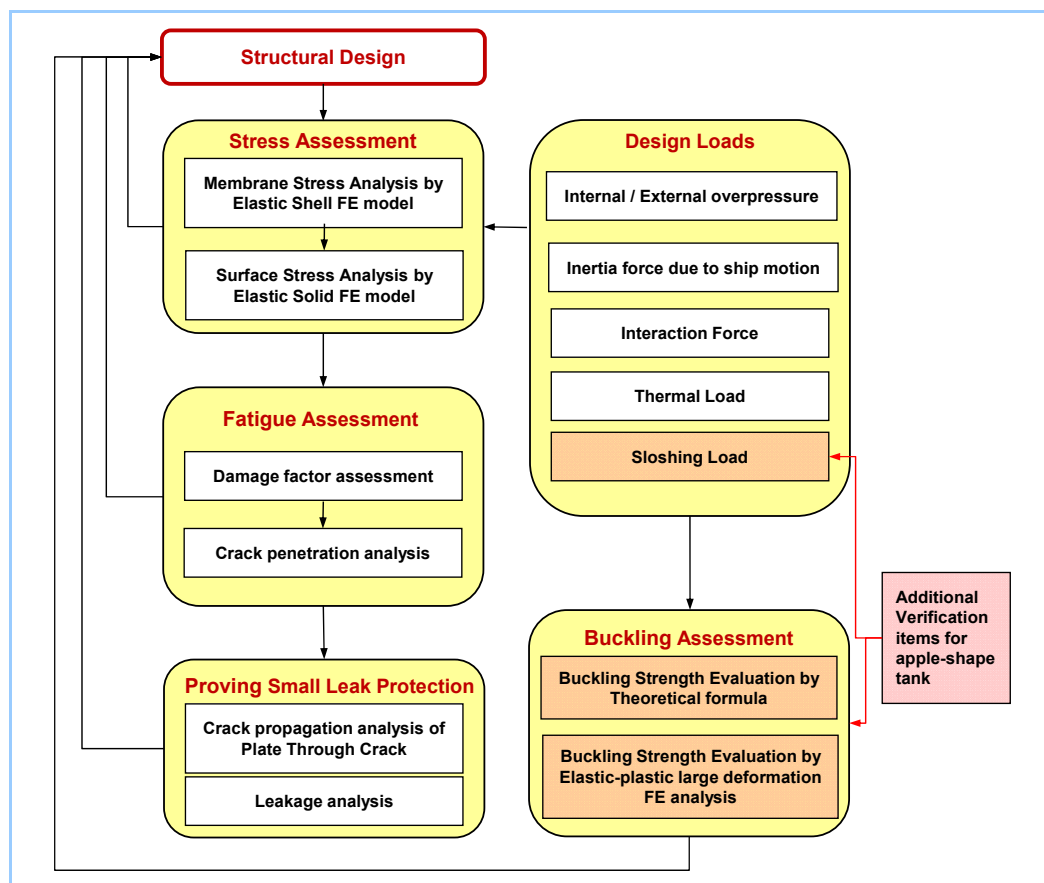 Structural Design
Stress Assessment
Membrane Stress Analysis by
Elastic Shell FE model
Surface Stress Analysis by
Elastic Solid FE model
Fatigue Assessment
Damage factor assessment
Crack penetration analysis
Proving Small Leak Protection
Crack propagation analysis of
Plate Through Crack
Leakage analysis
Design Loads
Internal / External overpressure
Inertia force due to ship motion
Interaction Force
Thermal Load
Sloshing Load
Buckling Assessment
Buckling Strength Evaluation by
Theoretical formula
Buckling Strength Evaluation by
Elastic-plastic large deformation
FE analysis
Additional
Verification
items for
apple-shape
tank